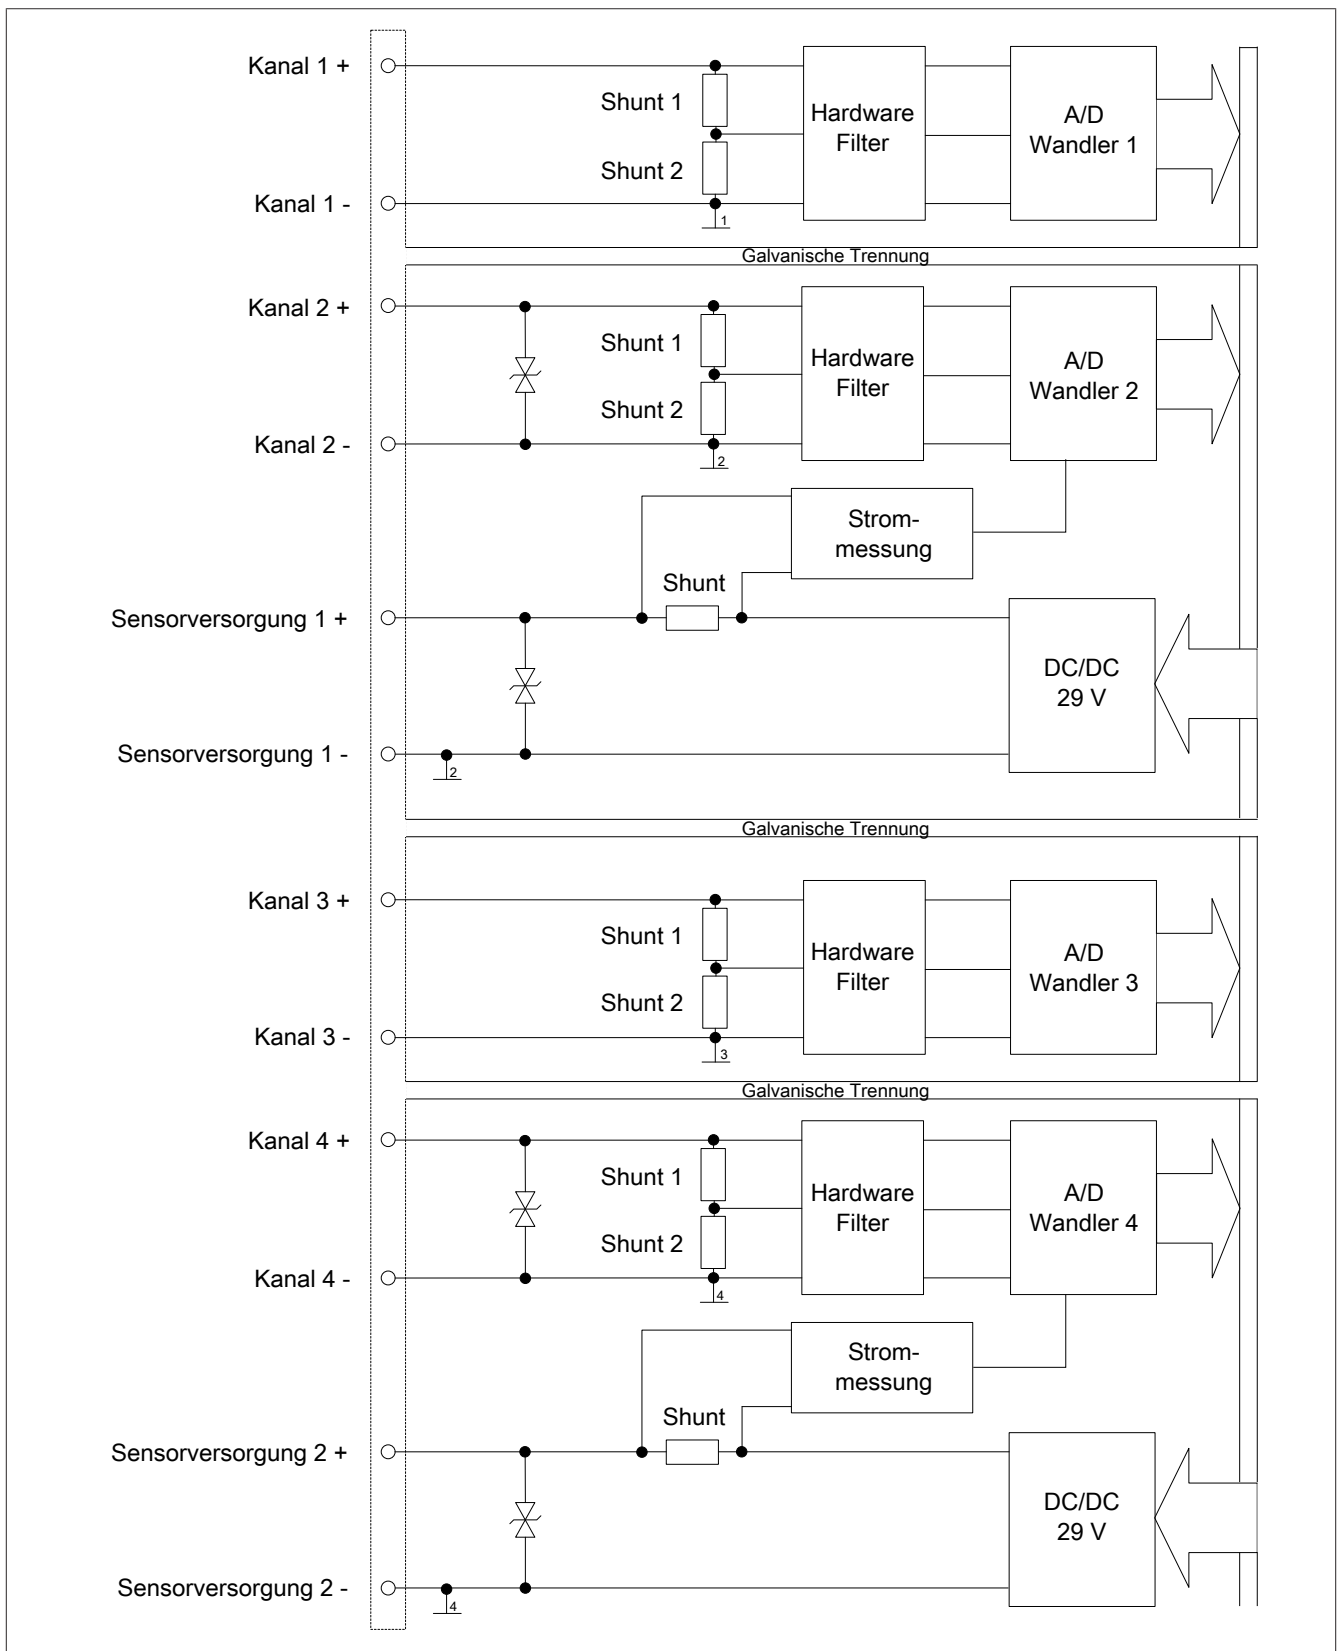 Kanal 1 +
Shunt 1
Hardware
Filter
A/D
Wandler 1
Shunt 2
Kanal 1 -
1
Galvanische Trennung
Kanal 2 +
Shunt 1
Hardware
Filter
A/D
Wandler 2
Shunt 2
Kanal 2 -
2
Strom-
messung
Shunt
Sensorversorgung 1 +
DC/DC
29 V
Sensorversorgung 1 -
2
Galvanische Trennung
Kanal 3 +
Shunt 1
Hardware
Filter
A/D
Wandler 3
Shunt 2
Kanal 3 -
3
Galvanische Trennung
Kanal 4 +
Shunt 1
Hardware
Filter
A/D
Wandler 4
Shunt 2
Kanal 4 -
4
Strom-
messung
Shunt
Sensorversorgung 2 +
DC/DC
29 V
Sensorversorgung 2 -
4